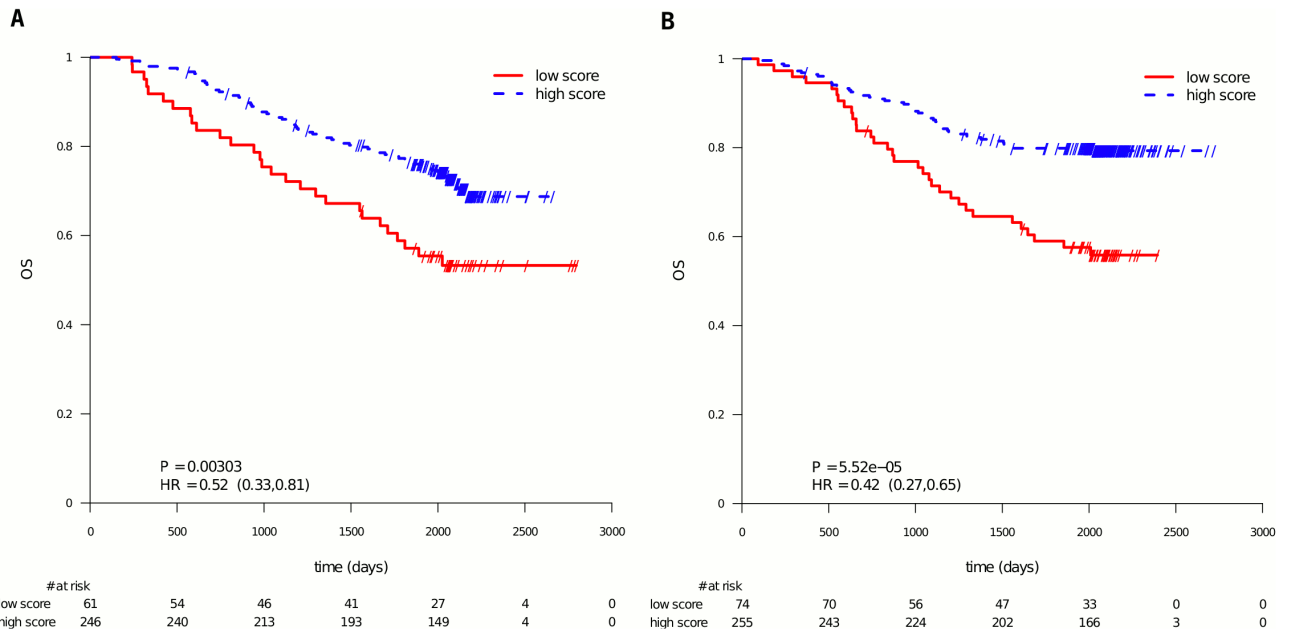 A
1
0.8
0.6
0.4
0.2
0
OS
low score
high score
P =0.00303
HR =0.52 (0.33,0.81)
0 500 1000 1500 2000 2500 3000
time (days)
# at risk
low score 61 54 46 41 27 4 0
high score 246 240 213 193 149 4 0
B
1
0.8
0.6
0.4
0.2
0
OS
low score
high score
P =5.52e−05
HR =0.42 (0.27,0.65)
0 500 1000 1500 2000 2500 3000
time (days)
# at risk
low score 74 70 56 47 33 0 0
high score 255 243 224 202 166 3 0